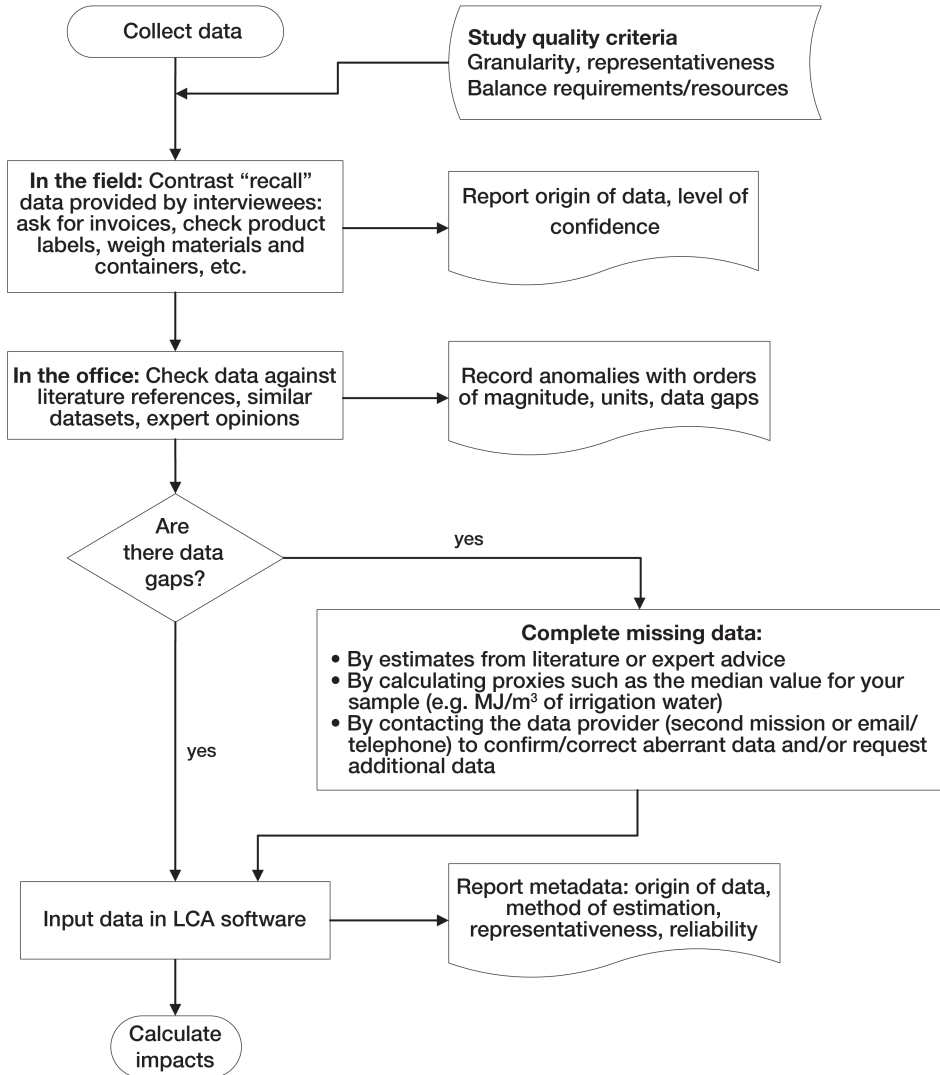 Collect data
Study quality criteria
Granularity, representativeness
Balance requirements/resources
In the field: Contrast “recall”
data provided by interviewees:
ask for invoices, check product
labels, weigh materials and
containers, etc.
Report origin of data, level of
confidence
In the office: Check data against
literature references, similar
datasets, expert opinions
Record anomalies with orders
of magnitude, units, data gaps
Are
there data
gaps?
yes
Complete missing data:
• By estimates from literature or expert advice
• By calculating proxies such as the median value for your
sample (e.g. MJ/m³ of irrigation water)
• By contacting the data provider (second mission or email/
telephone) to confirm/correct aberrant data and/or request
additional data
yes
Input data in LCA software
Report metadata: origin of data,
method of estimation,
representativeness, reliability
Calculate
impacts